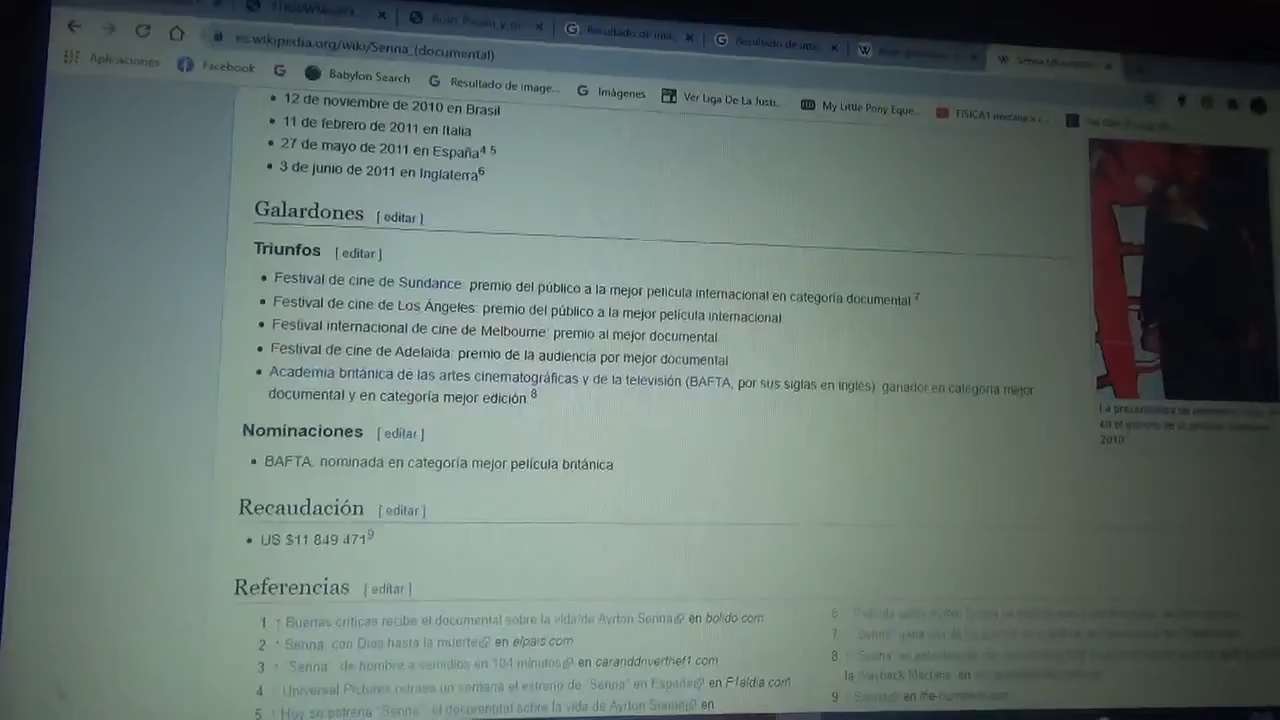 es.wikipedia.org/wiki/Senna_(documental)
Aplicaciones Facebook Babylon Search Resultado de image... Imágenes Ver Liga De La Justi... My Little Pony Eque...
12 de noviembre de 2010 en Brasil
11 de febrero de 2011 en Italia
27 de mayo de 2011 en España4 5
3 de junio de 2011 en Inglaterra6
Galardones [ editar ]
Triunfos [ editar ]
Festival de cine de Sundance: premio del público a la mejor película internacional en categoría documental 7
Festival de cine de Los Ángeles: premio del público a la mejor película internacional
Festival internacional de cine de Melbourne: premio al mejor documental
Festival de cine de Adelaida: premio de la audiencia por mejor documental
Academia británica de las artes cinematográficas y de la televisión (BAFTA, por sus siglas en inglés): ganador en categoría mejor
documental y en categoría mejor edición.8
Nominaciones [ editar ]
BAFTA: nominada en categoría mejor película británica
Recaudación [ editar ]
US $11 849 4719
Referencias [ editar ]
1. ↑ Buenas críticas recibe el documental sobre la vida de Ayrton Senna en bolido.com
2. ↑ Senna: con Dios hasta la muerte en elpais.com
3. ↑ "Senna": de hombre a semidios en 104 minutos en caranddriverthef1.com
4. ↑ Universal Pictures retrasa un semana el estreno de "Senna" en España en F1aldia.com
5. ↑ Hoy se estrena "Senna", el documental sobre la vida de Ayrton Senna en
6
7
8
la Wayback Machine. en
9 Senna en the-numbers.com
2010